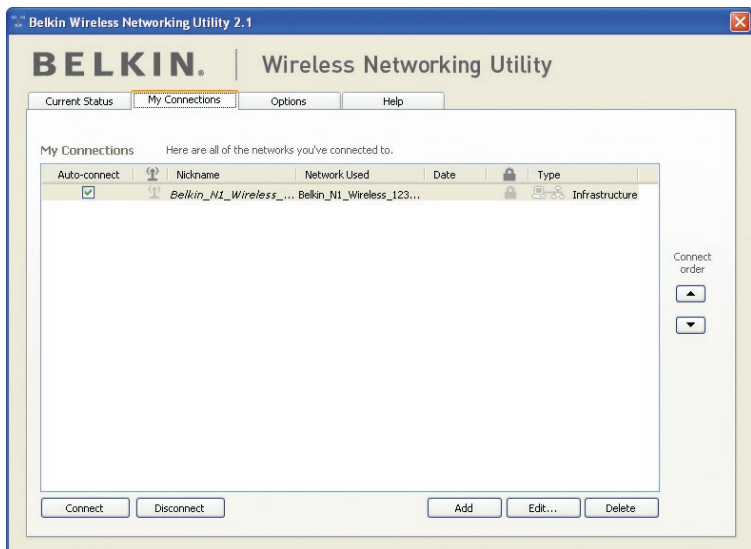 Belkin Wireless Networking Utility 2.1
BELKIN. | Wireless Networking Utility
Current Status My Connections Options Help
My Connections Here are all of the networks you've connected to.
Auto-connect Nickname Network Used Date Type
Belkin_N1_Wireless_... Belkin_N1_Wireless_123... Infrastructure
Connect
order
Connect Disconnect Add Edit... Delete